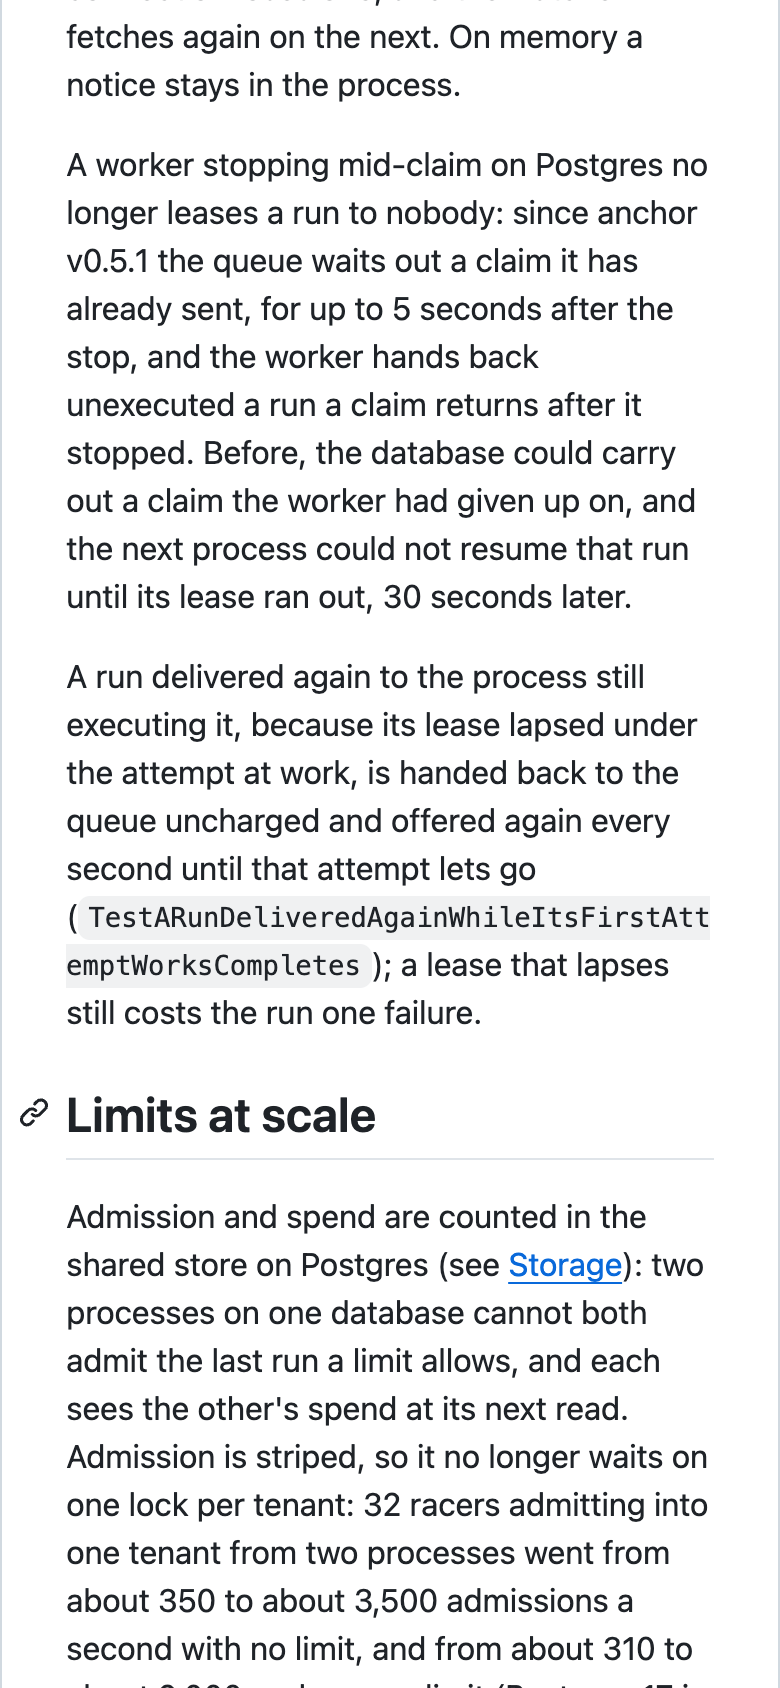 fetches again on the next. On memory a
notice stays in the process.
A worker stopping mid-claim on Postgres no
longer leases a run to nobody: since anchor
v0.5.1 the queue waits out a claim it has
already sent, for up to 5 seconds after the
stop, and the worker hands back
unexecuted a run a claim returns after it
stopped. Before, the database could carry
out a claim the worker had given up on, and
the next process could not resume that run
until its lease ran out, 30 seconds later.
A run delivered again to the process still
executing it, because its lease lapsed under
the attempt at work, is handed back to the
queue uncharged and offered again every
second until that attempt lets go
(TestARunDeliveredAgainWhileItsFirstAtt
emptWorksCompletes); a lease that lapses
still costs the run one failure.
Limits at scale
Admission and spend are counted in the
shared store on Postgres (see Storage): two
processes on one database cannot both
admit the last run a limit allows, and each
sees the other's spend at its next read.
Admission is striped, so it no longer waits on
one lock per tenant: 32 racers admitting into
one tenant from two processes went from
about 350 to about 3,500 admissions a
second with no limit, and from about 310 to